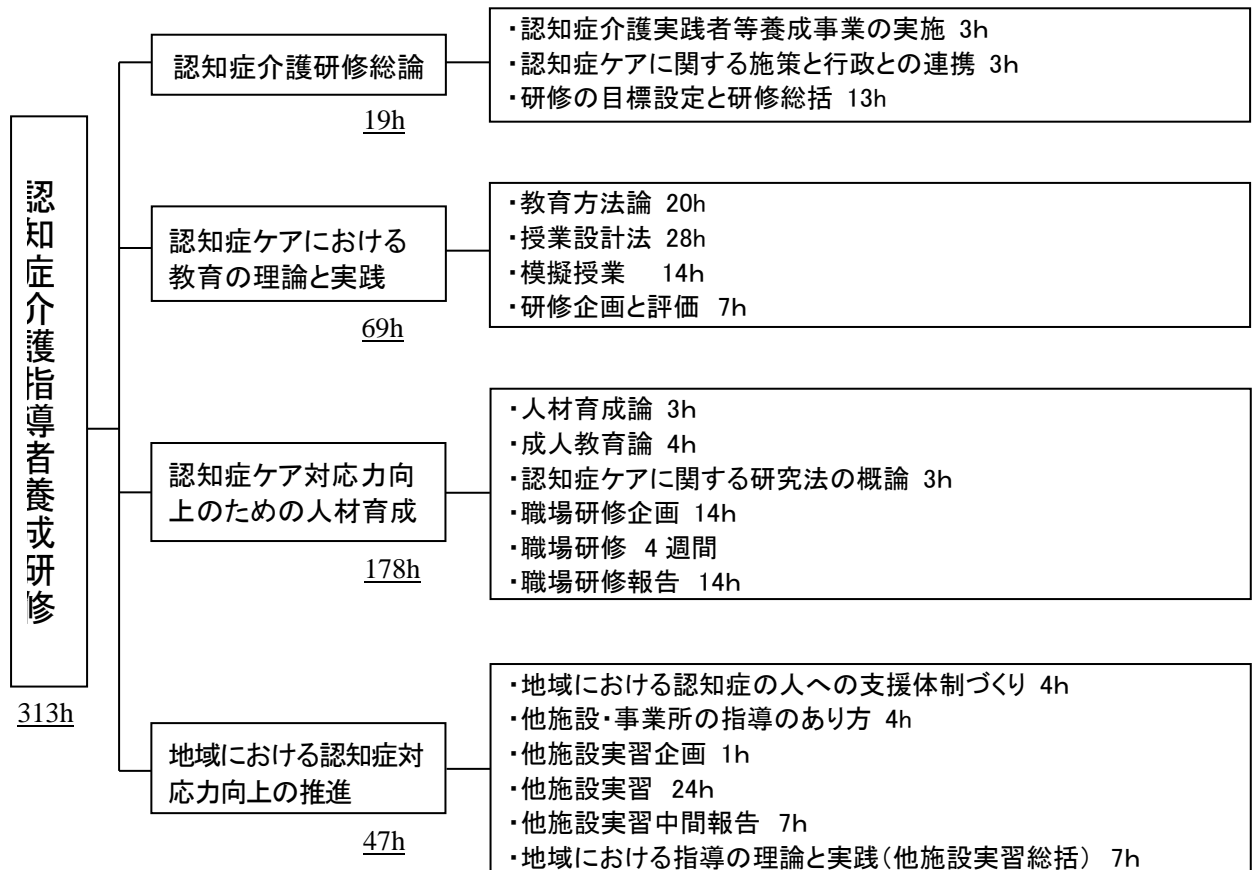 認知症介護指導者養成研修
313h
認知症介護研修総論
19h
・認知症介護実践者等養成事業の実施 3h
・認知症ケアに関する施策と行政との連携 3h
・研修の目標設定と研修総括 13h
認知症ケアにおける
教育の理論と実践
69h
・教育方法論 20h
・授業設計法 28h
・模擬授業 14h
・研修企画と評価 7h
認知症ケア対応力向
上のための人材育成
178h
・人材育成論 3h
・成人教育論 4h
・認知症ケアに関する研究法の概論 3h
・職場研修企画 14h
・職場研修 4週間
・職場研修報告 14h
地域における認知症対
応力向上の推進
47h
・地域における認知症の人への支援体制づくり 4h
・他施設・事業所の指導のあり方 4h
・他施設実習企画 1h
・他施設実習 24h
・他施設実習中間報告 7h
・地域における指導の理論と実践(他施設実習総括) 7h